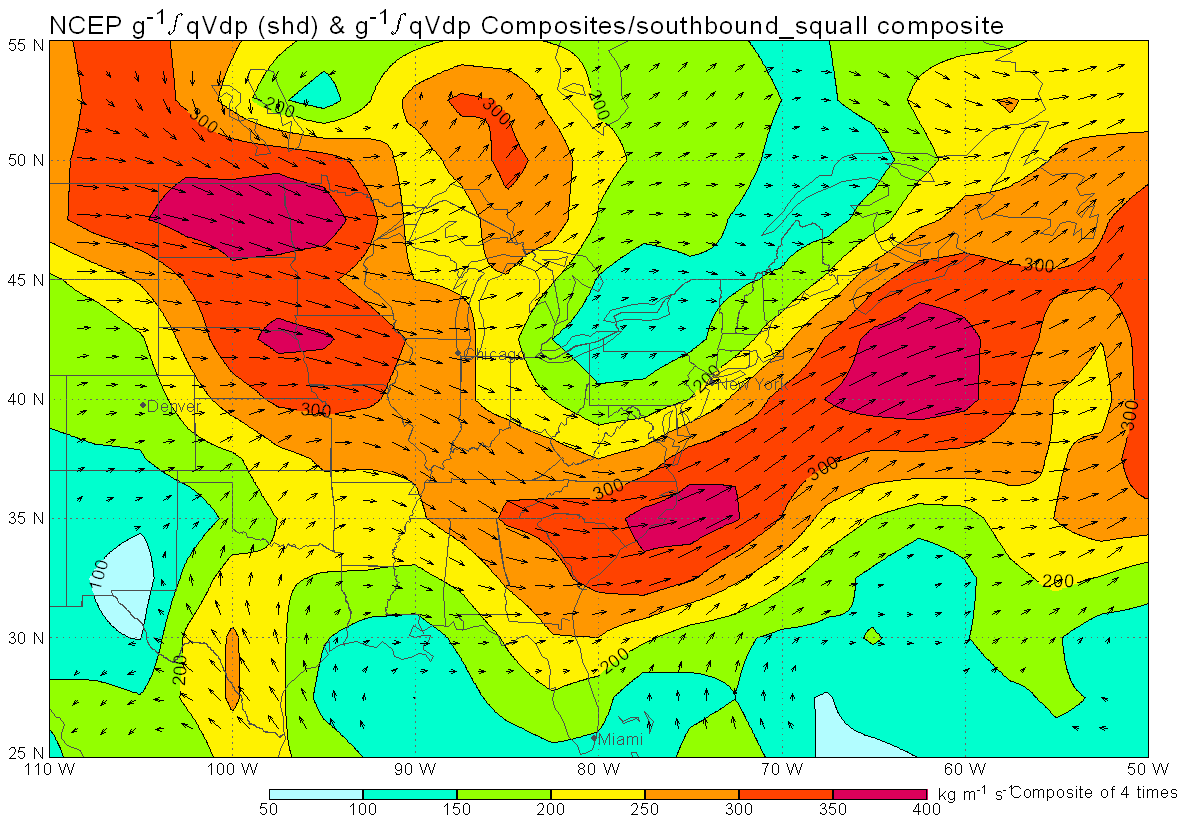 NCEP g⁻¹∫qVdp (shd) & g⁻¹∫qVdp Composites/southbound_squall composite
55 N
200
300
300
200
50 N
45 N
300
Chicago
200
New York
40 N
Denver
300
300
300
300
35 N
100
200
30 N
200
200
Miami
25 N
110 W 100 W 90 W 80 W 70 W 60 W 50 W
50 100 150 200 250 300 350 400 kg m⁻¹ s⁻¹ Composite of 4 times